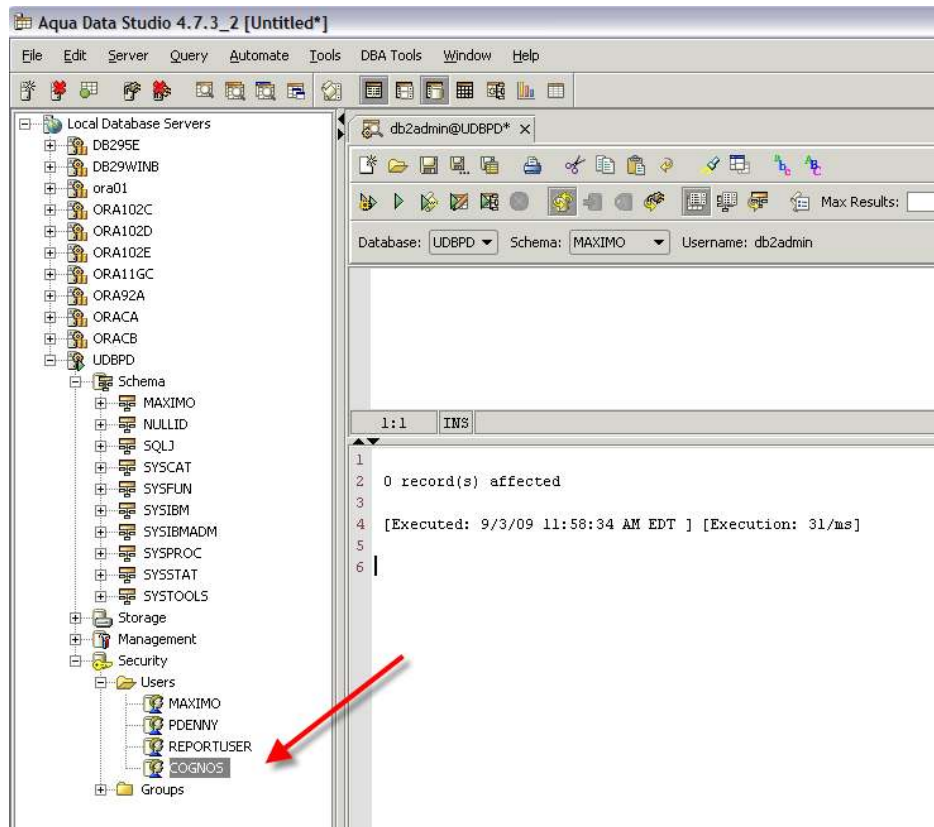 Aqua Data Studio 4.7.3_2 [Untitled*]
File Edit Server Query Automate Tools DBA Tools Window Help
Local Database Servers
DB295E
DB29WINB
ora01
ORA102C
ORA102D
ORA102E
ORA11GC
ORA92A
ORACA
ORACB
UDBPD
Schema
MAXIMO
NULLID
SQLJ
SYSCAT
SYSFUN
SYSIBM
SYSIBMADM
SYSPROC
SYSSTAT
SYSTOOLS
Storage
Management
Security
Users
MAXIMO
PDENNY
REPORTUSER
COGNOS
Groups
db2admin@UDBPD*
Max Results:
Database: UDBPD Schema: MAXIMO Username: db2admin
1:1 INS
1
2 0 record(s) affected
3
4 [Executed: 9/3/09 11:58:34 AM EDT ] [Execution: 31/ms]
5
6